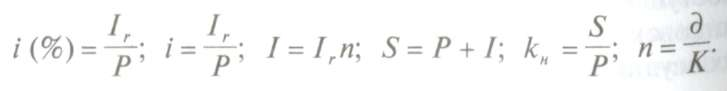 i (%) = I_r / P; i = I_r / P; I = I_r n; S = P + I; k_н = S / P; n = ∂ / K.